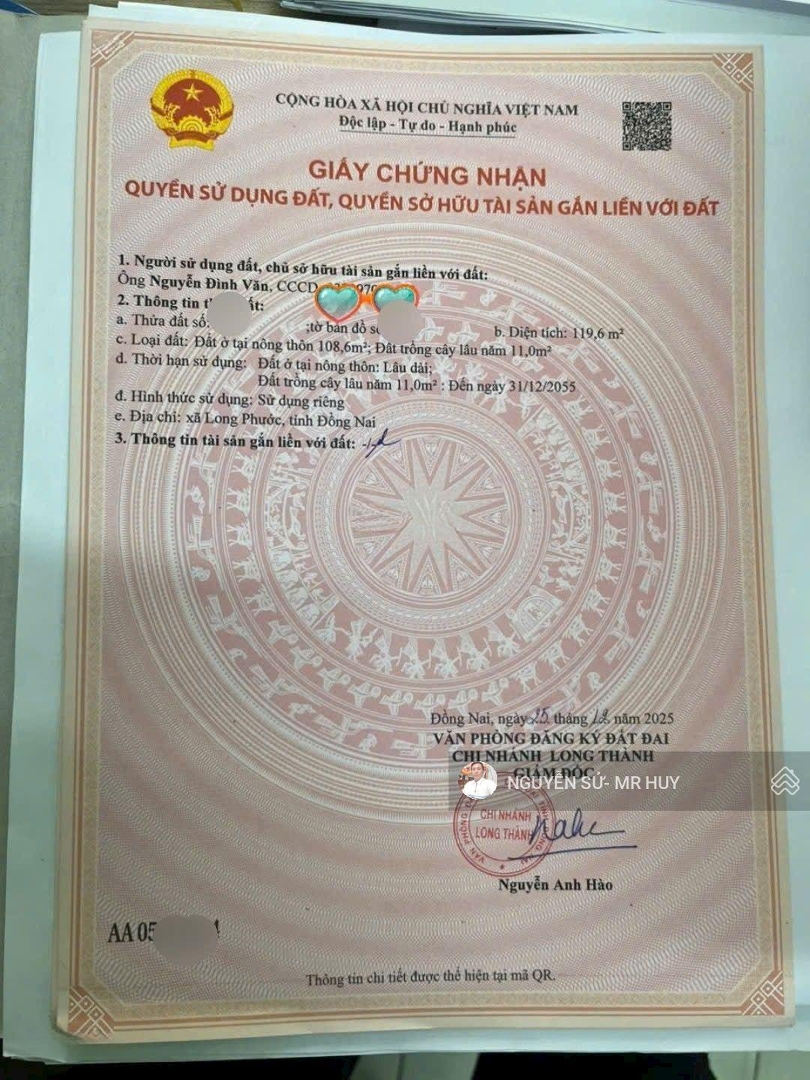 CỘNG HÒA XÃ HỘI CHỦ NGHĨA VIỆT NAM
Độc lập - Tự do - Hạnh phúc
GIẤY CHỨNG NHẬN
QUYỀN SỬ DỤNG ĐẤT, QUYỀN SỞ HỮU TÀI SẢN GẮN LIỀN VỚI ĐẤT
1. Người sử dụng đất, chủ sở hữu tài sản gắn liền với đất:
Ông Nguyễn Đình Văn, CCCD
2. Thông tin đất:
a. Thửa đất số: ;tờ bản đồ số b. Diện tích: 119,6 m²
c. Loại đất: Đất ở tại nông thôn 108,6m²; Đất trồng cây lâu năm 11,0m²
d. Thời hạn sử dụng: Đất ở tại nông thôn: Lâu dài;
Đất trồng cây lâu năm 11,0m² : Đến ngày 31/12/2055
đ. Hình thức sử dụng: Sử dụng riêng
e. Địa chỉ: xã Long Phước, tỉnh Đồng Nai
3. Thông tin tài sản gắn liền với đất: -/-
Đồng Nai, ngày 25 tháng 12 năm 2025
VĂN PHÒNG ĐĂNG KÝ ĐẤT ĐAI
CHI NHÁNH LONG THÀNH
GIÁM ĐỐC
NGUYỄN SỬ- MR HUY
CHI NHÁNH
LONG THÀNH
Nguyễn Anh Hào
AA 05
Thông tin chi tiết được thể hiện tại mã QR.